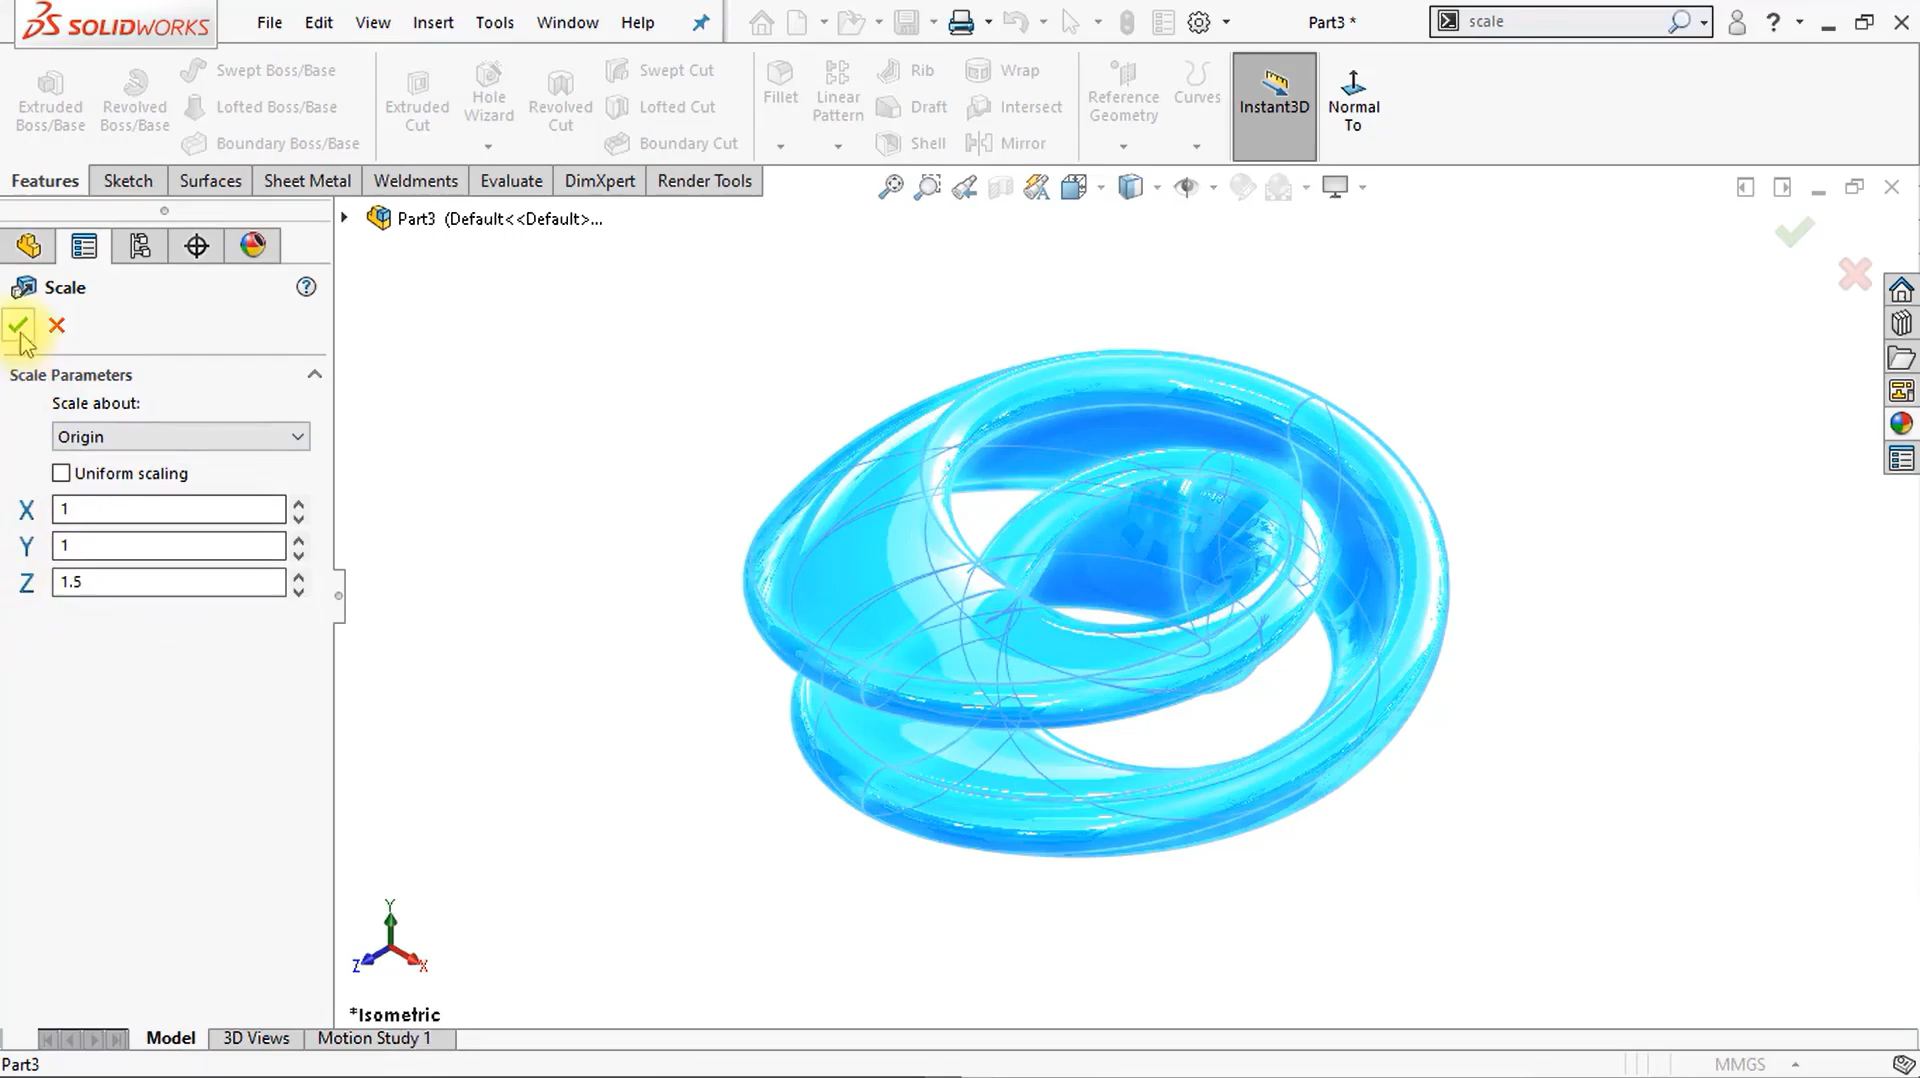 SOLIDWORKS File Edit View Insert Tools Window Help Part3 * scale ?
Extruded Boss/Base
Revolved Boss/Base
Swept Boss/Base
Lofted Boss/Base
Boundary Boss/Base
Extruded Cut
Hole Wizard
Revolved Cut
Swept Cut
Lofted Cut
Boundary Cut
Fillet
Linear Pattern
Rib
Draft
Shell
Wrap
Intersect
Mirror
Reference Geometry
Curves
Instant3D
Normal To
Features Sketch Surfaces Sheet Metal Weldments Evaluate DimXpert Render Tools
Part3 (Default<<Default>...
Scale ?
Scale Parameters
Scale about:
Origin
Uniform scaling
X 1
Y 1
Z 1.5
Y
Z X
*Isometric
Model 3D Views Motion Study 1
Part3 MMGS